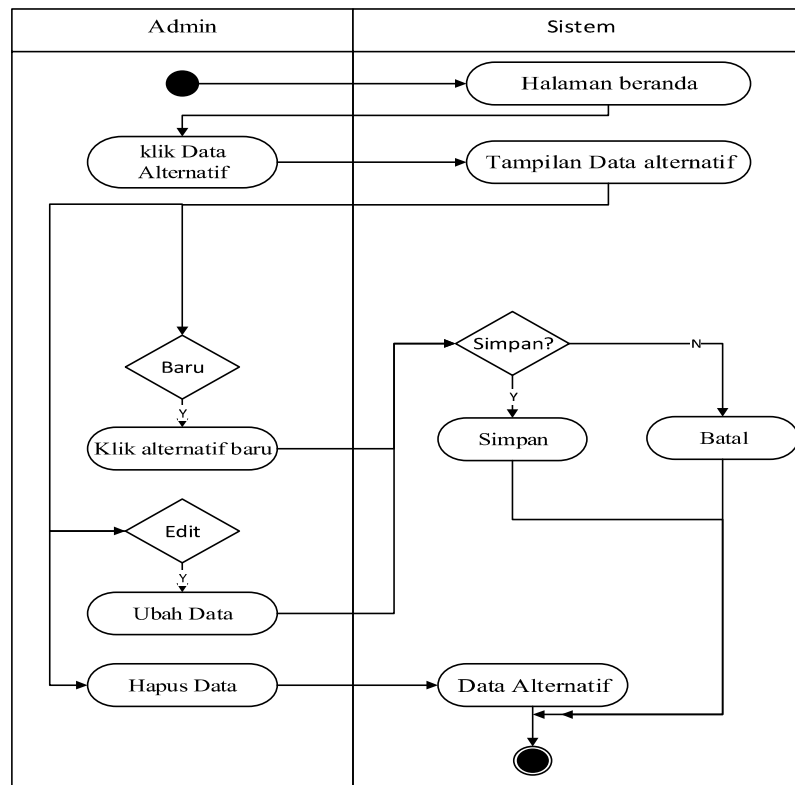 Admin
Sistem
Halaman beranda
klik Data
Alternatif
Tampilan Data alternatif
Baru
Simpan?
N
Y
Y
Klik alternatif baru
Simpan
Batal
Edit
Y
Ubah Data
Hapus Data
Data Alternatif